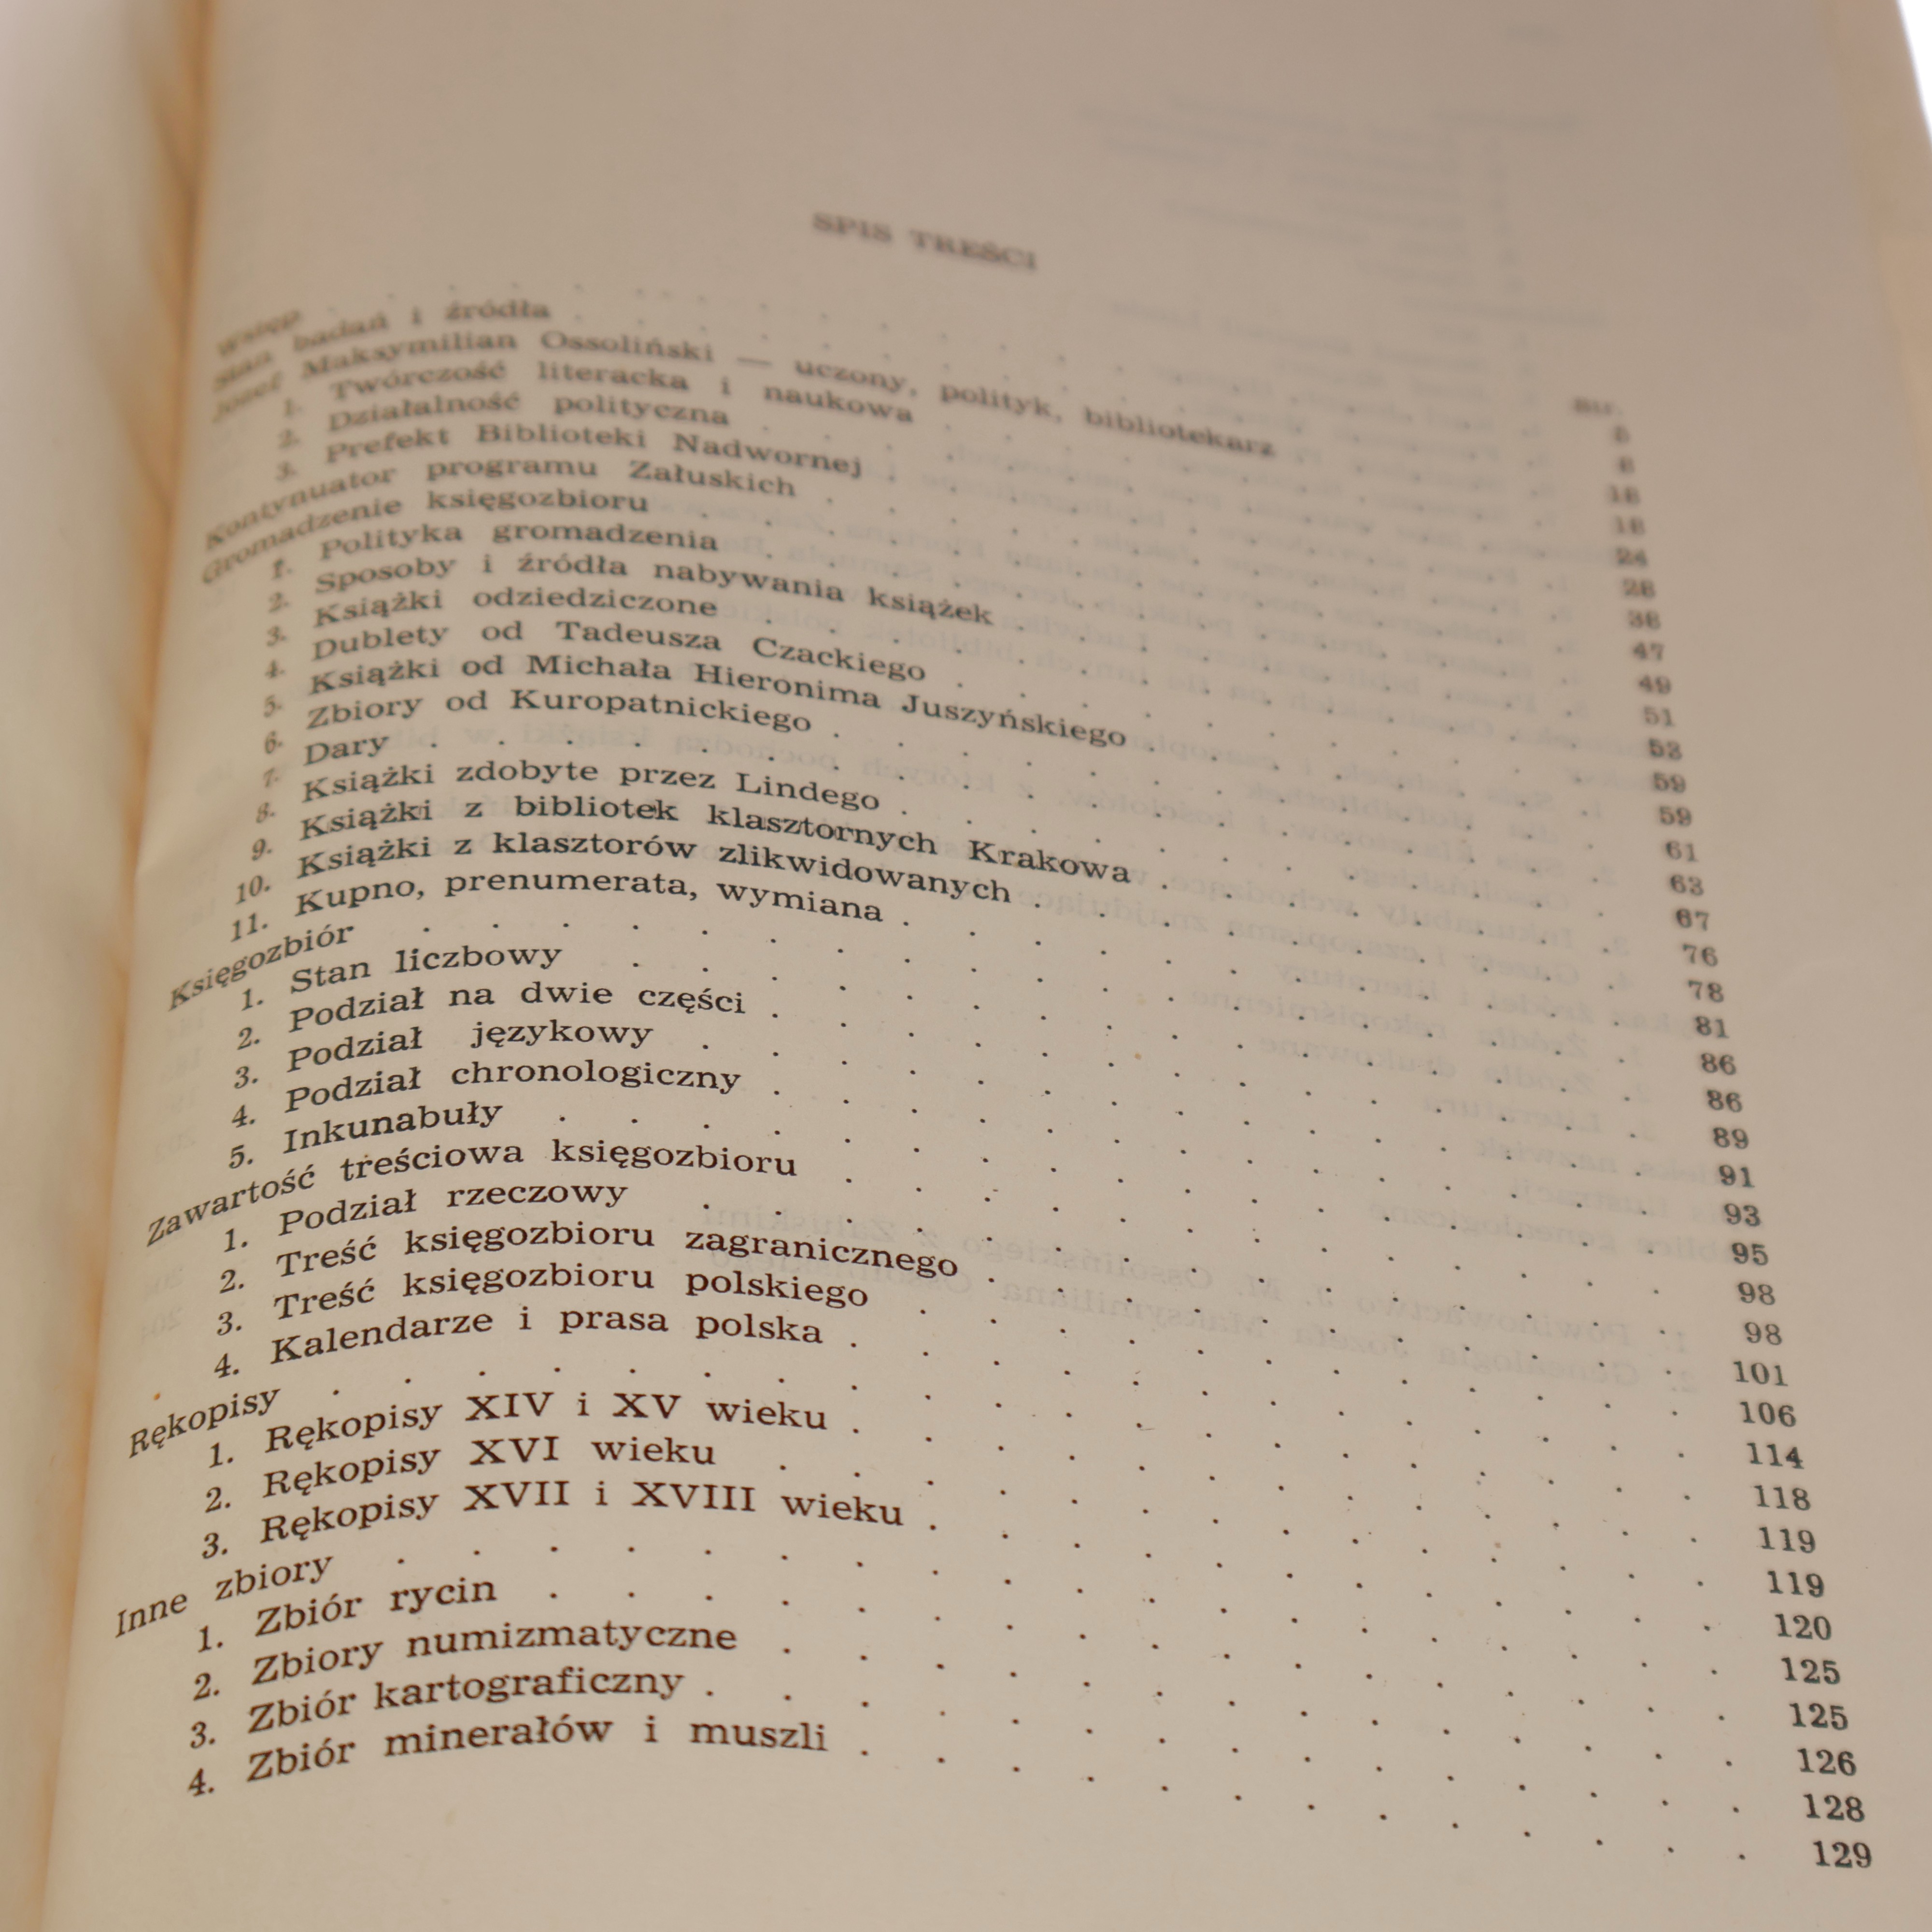 SPIS TREŚCI
Str.
Wstęp . . . 5
Stan badań i źródła . . .
Józef Maksymilian Ossoliński — uczony, polityk, bibliotekarz
1. Twórczość literacka i naukowa . . .
2. Działalność polityczna . . . 24
3. Prefekt Biblioteki Nadwornej . . .
Kontynuator programu Załuskich . . .
Gromadzenie księgozbioru . . . 47
1. Polityka gromadzenia . . . 49
2. Sposoby i źródła nabywania książek . . . 51
3. Książki odziedziczone . . .
4. Dublety od Tadeusza Czackiego . . . 59
5. Książki od Michała Hieronima Juszyńskiego . . . 59
6. Zbiory od Kuropatnickiego . . . 61
7. Dary . . . 63
8. Książki zdobyte przez Lindego . . . 67
9. Książki z bibliotek klasztornych Krakowa . . . 76
10. Książki z klasztorów zlikwidowanych . . . 78
11. Kupno, prenumerata, wymiana . . . 81
Księgozbiór . . . 86
1. Stan liczbowy . . . 86
2. Podział na dwie części . . . 89
3. Podział językowy . . . 91
4. Podział chronologiczny . . . 93
5. Inkunabuły . . . 95
Zawartość treściowa księgozbioru . . . 98
1. Podział rzeczowy . . . 98
2. Treść księgozbioru zagranicznego . . . 101
3. Treść księgozbioru polskiego . . . 106
4. Kalendarze i prasa polska . . . 114
Rękopisy . . . 118
1. Rękopisy XIV i XV wieku . . . 119
2. Rękopisy XVI wieku . . . 119
3. Rękopisy XVII i XVIII wieku . . . 120
Inne zbiory . . . 125
1. Zbiór rycin . . . 125
2. Zbiory numizmatyczne . . . 126
3. Zbiór kartograficzny . . . 128
4. Zbiór minerałów i muszli . . . 129